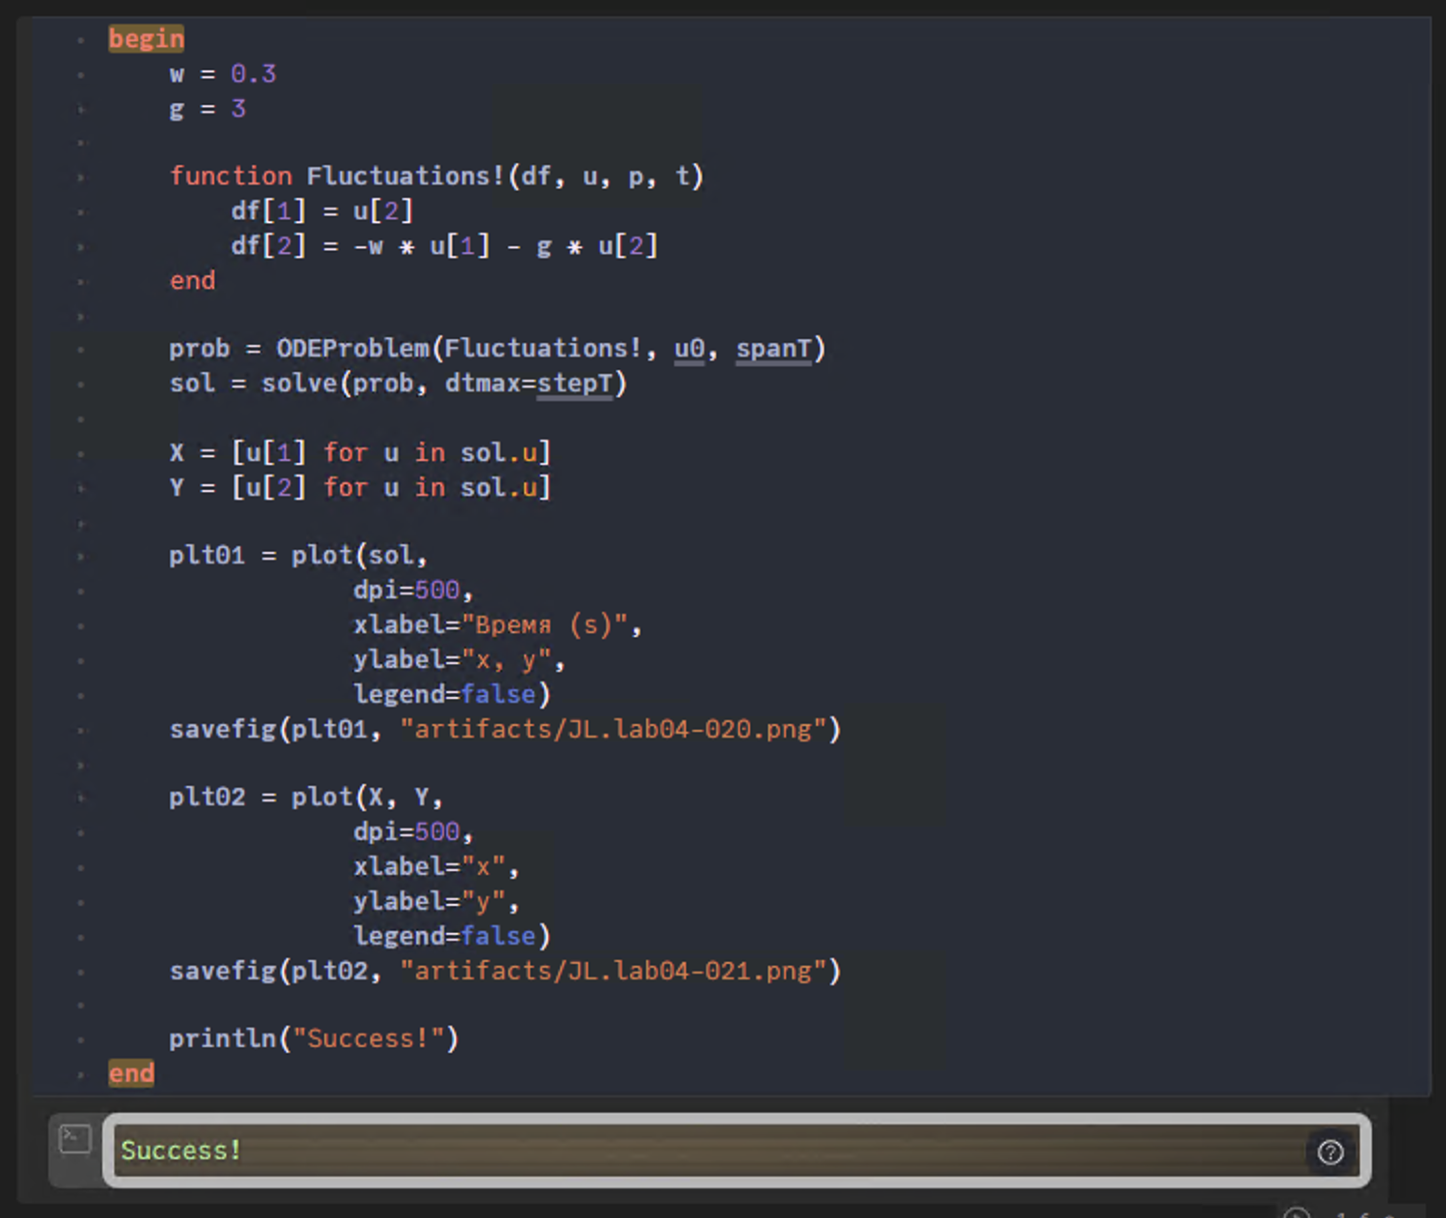 begin
    w = 0.3
    g = 3
    function Fluctuations!(df, u, p, t)
        df[1] = u[2]
        df[2] = -w * u[1] - g * u[2]
    end
    prob = ODEProblem(Fluctuations!, u0, spanT)
    sol = solve(prob, dtmax=stepT)
    X = [u[1] for u in sol.u]
    Y = [u[2] for u in sol.u]
    plt01 = plot(sol,
                dpi=500,
                xlabel="Время (s)",
                ylabel="x, y",
                legend=false)
    savefig(plt01, "artifacts/JL.lab04-020.png")
    plt02 = plot(X, Y,
                dpi=500,
                xlabel="x",
                ylabel="y",
                legend=false)
    savefig(plt02, "artifacts/JL.lab04-021.png")
    println("Success!")
end
Success!